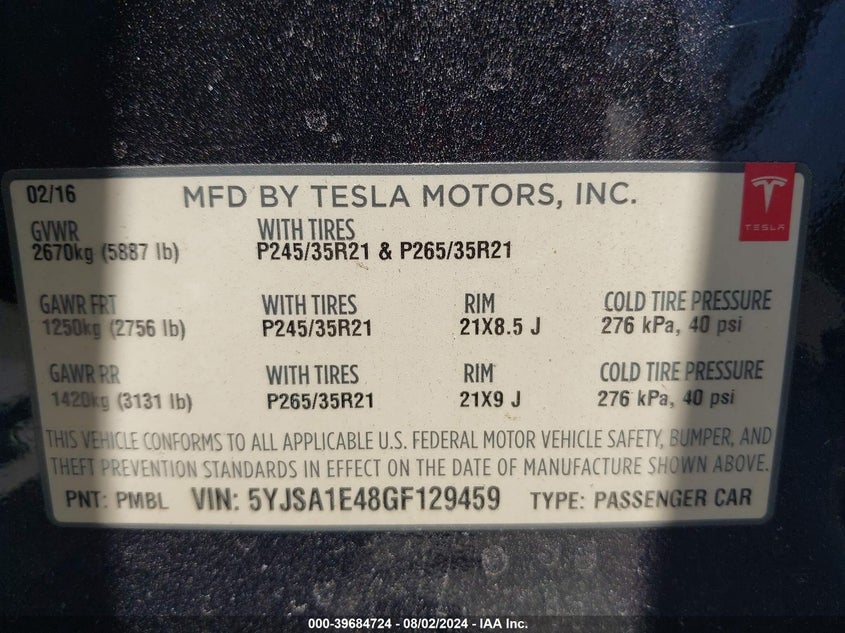 02/16 MFD BY TESLA MOTORS, INC.
TESLA
GVWR WITH TIRES
2670kg (5887 lb) P245/35R21 & P265/35R21
GAWR FRT WITH TIRES RIM COLD TIRE PRESSURE
1250kg (2756 lb) P245/35R21 21X8.5 J 276 kPa, 40 psi
GAWR RR WITH TIRES RIM COLD TIRE PRESSURE
1420kg (3131 lb) P265/35R21 21X9 J 276 kPa, 40 psi
THIS VEHICLE CONFORMS TO ALL APPLICABLE U.S. FEDERAL MOTOR VEHICLE SAFETY, BUMPER, AND
THEFT PREVENTION STANDARDS IN EFFECT ON THE DATE OF MANUFACTURE SHOWN ABOVE.
PNT: PMBL VIN: 5YJSA1E48GF129459 TYPE: PASSENGER CAR
000-39684724 - 08/02/2024 - IAA Inc.